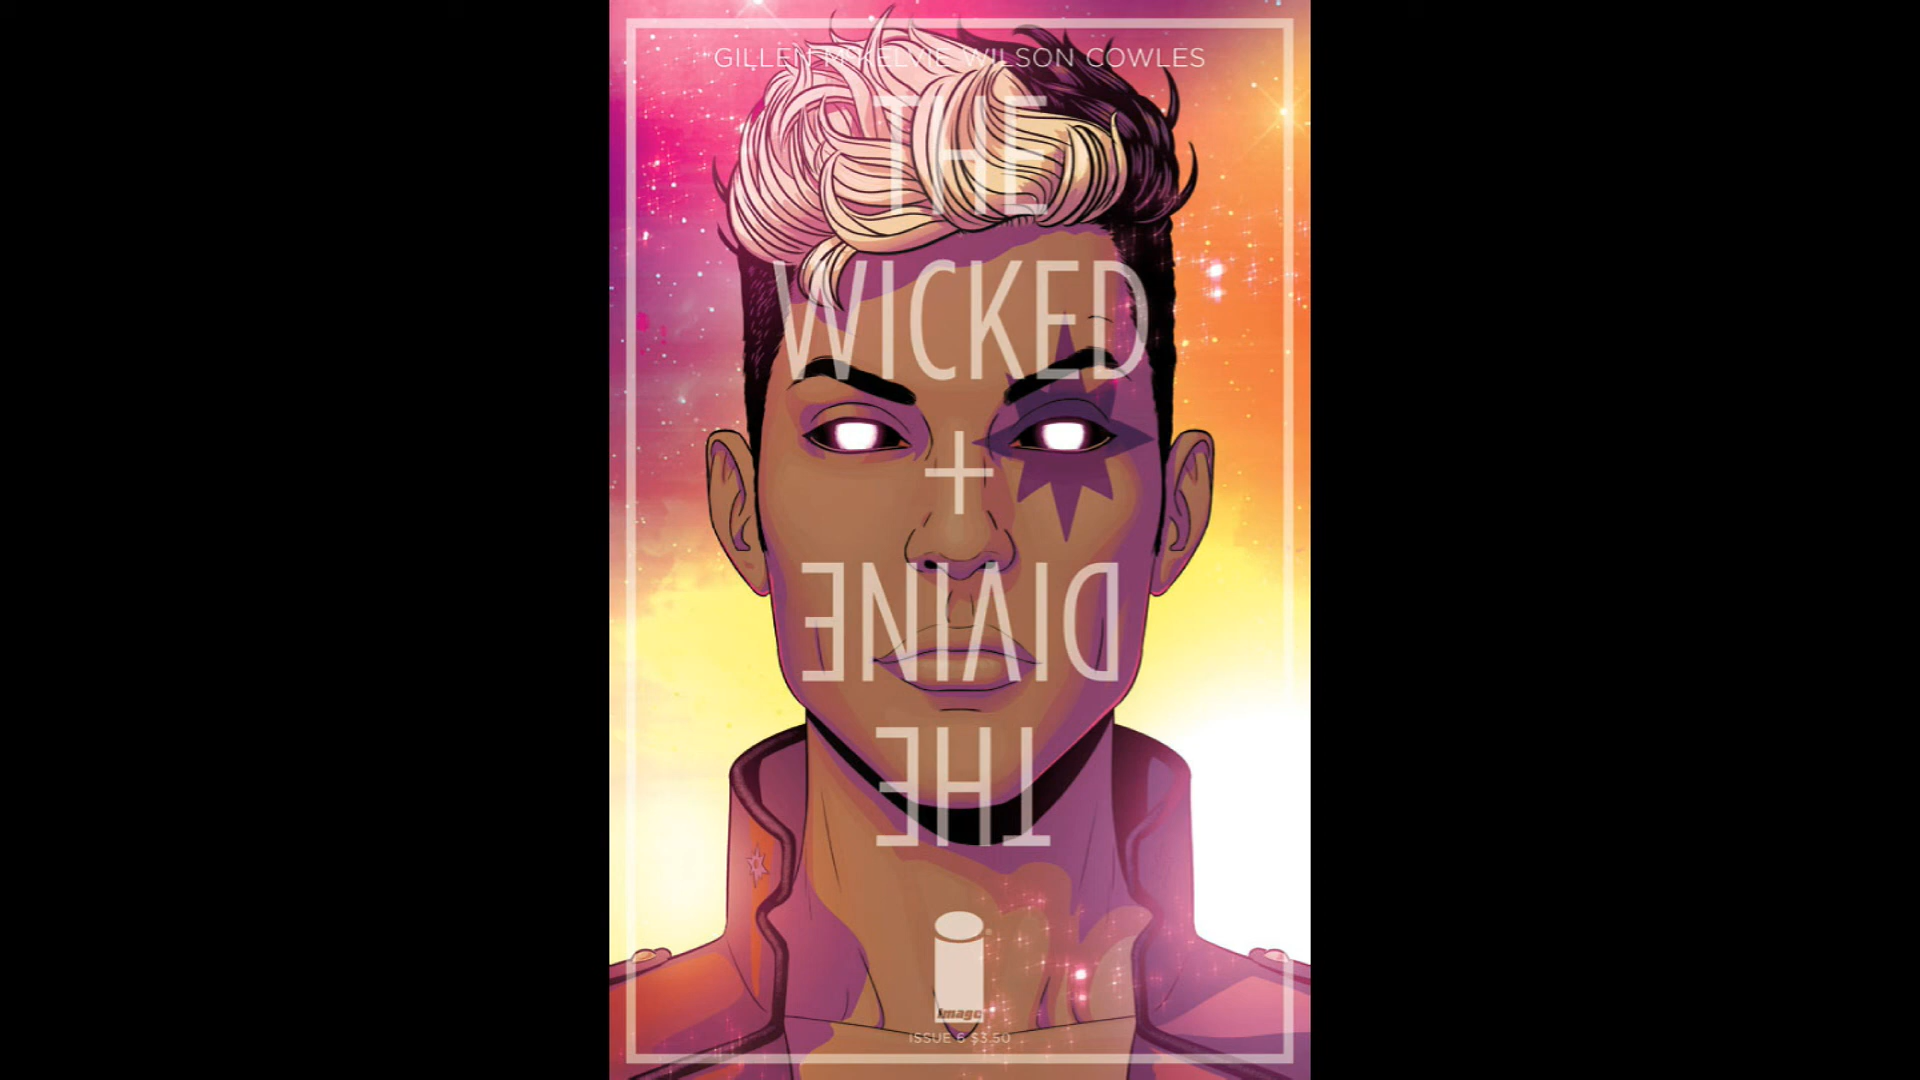 GILLEN McKELVIE WILSON COWLES
THE
WICKED
+
DIVINE
THE
image
ISSUE 6 $3.50